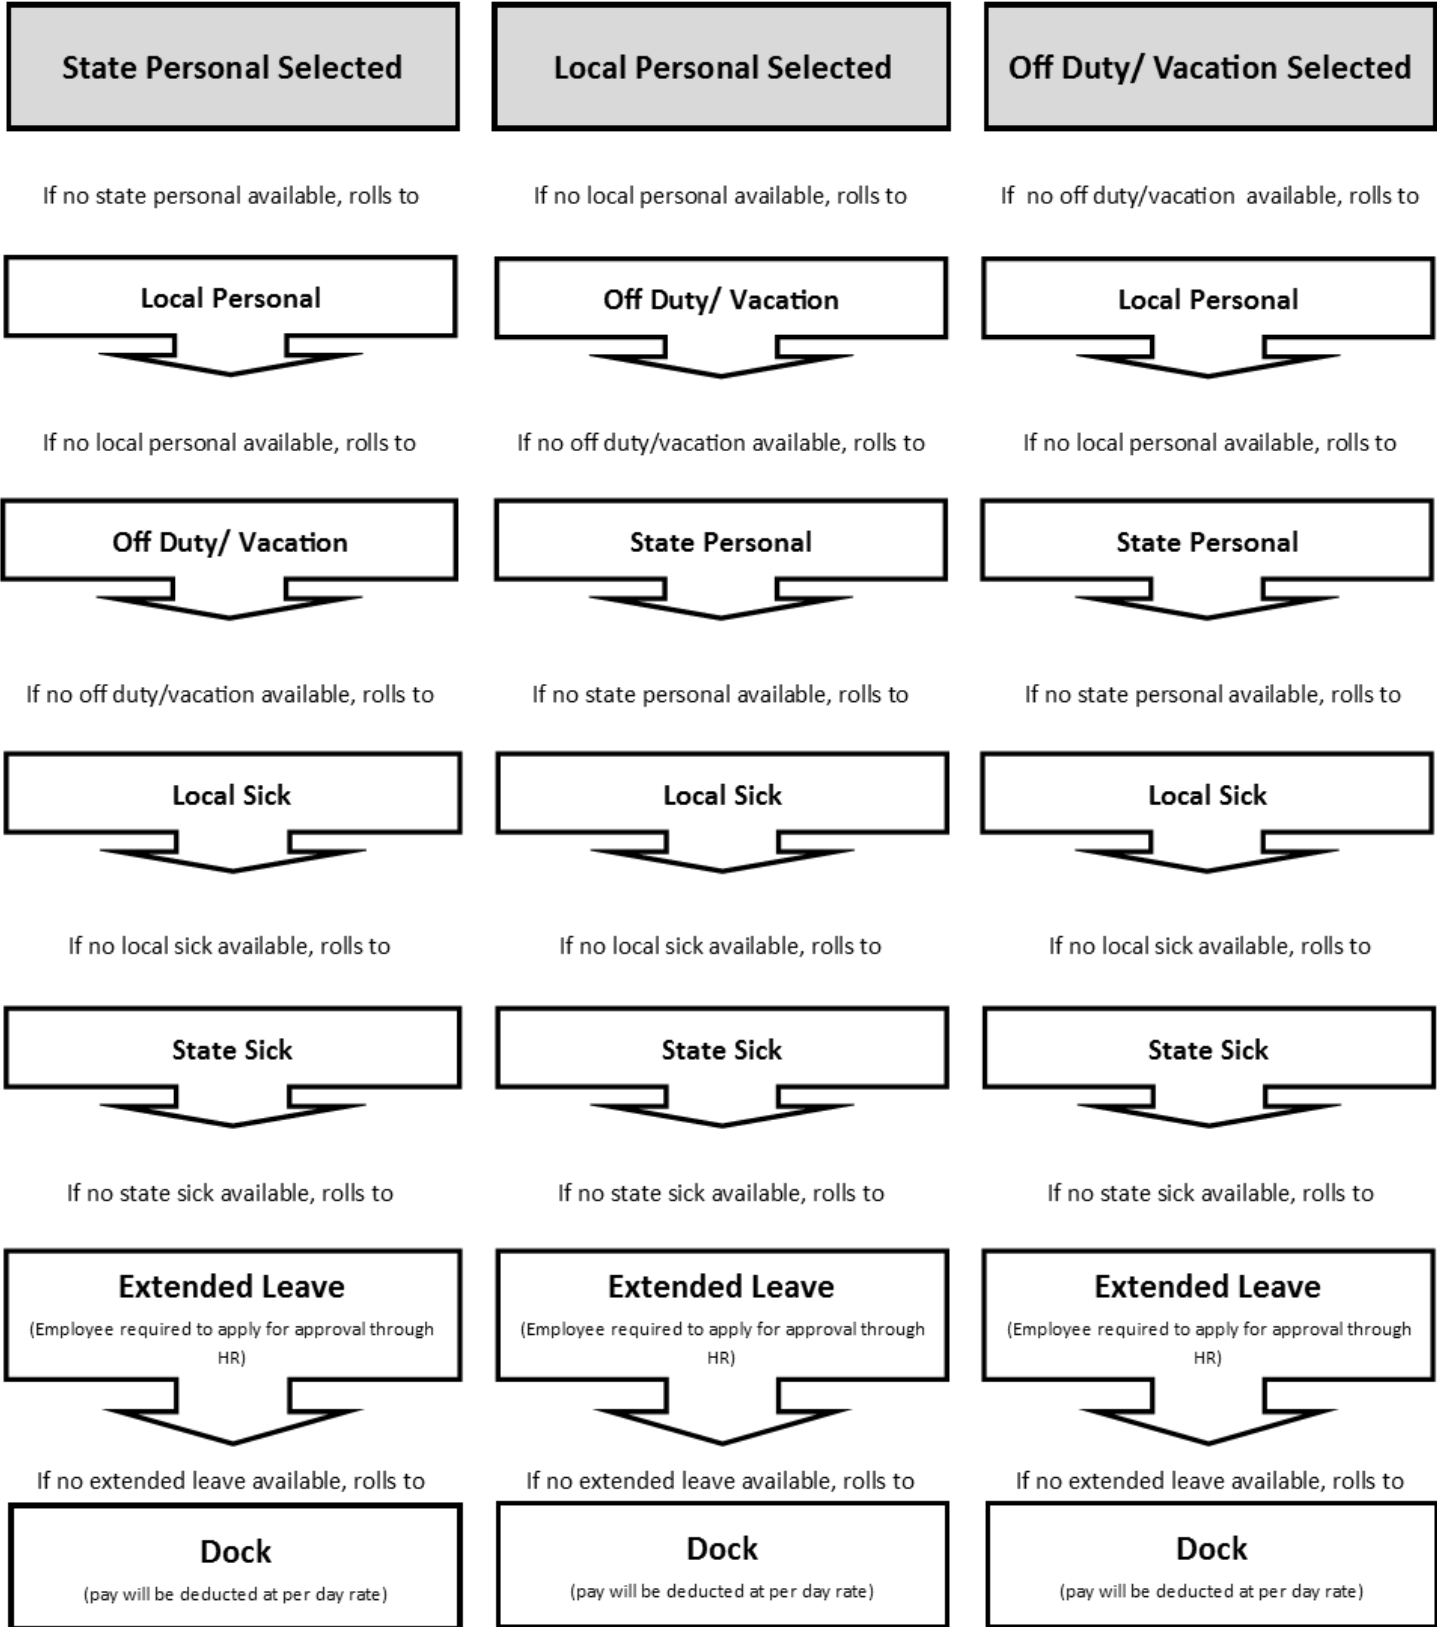 State Personal Selected
If no state personal available, rolls to
Local Personal
If no local personal available, rolls to
Off Duty/ Vacation
If no off duty/vacation available, rolls to
Local Sick
If no local sick available, rolls to
State Sick
If no state sick available, rolls to
Extended Leave
(Employee required to apply for approval through
HR)
If no extended leave available, rolls to
Dock
(pay will be deducted at per day rate)
Local Personal Selected
If no local personal available, rolls to
Off Duty/ Vacation
If no off duty/vacation available, rolls to
State Personal
If no state personal available, rolls to
Local Sick
If no local sick available, rolls to
State Sick
If no state sick available, rolls to
Extended Leave
(Employee required to apply for approval through
HR)
If no extended leave available, rolls to
Dock
(pay will be deducted at per day rate)
Off Duty/ Vacation Selected
If  no off duty/vacation  available, rolls to
Local Personal
If no local personal available, rolls to
State Personal
If no state personal available, rolls to
Local Sick
If no local sick available, rolls to
State Sick
If no state sick available, rolls to
Extended Leave
(Employee required to apply for approval through
HR)
If no extended leave available, rolls to
Dock
(pay will be deducted at per day rate)